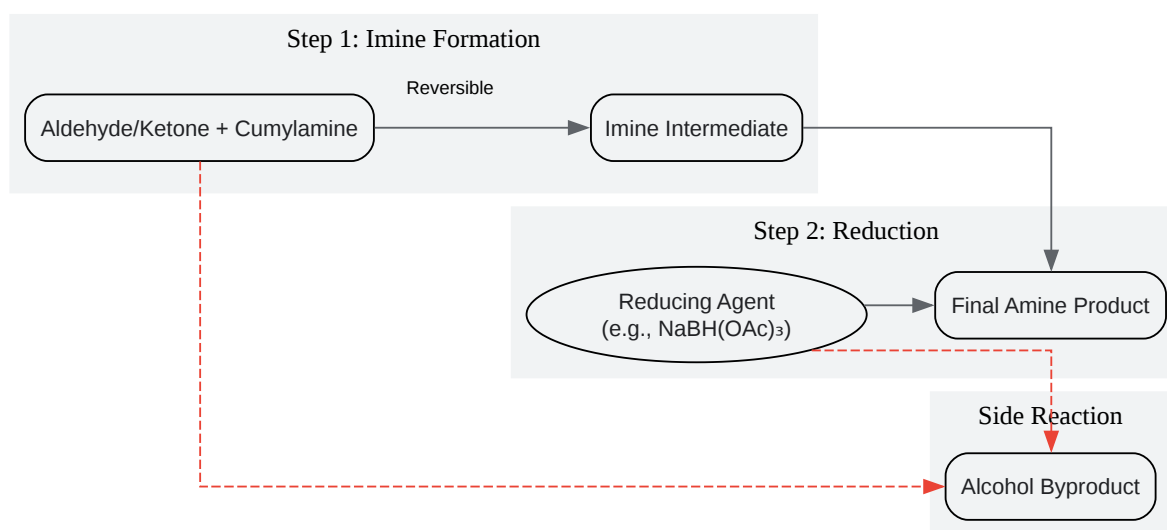 Step 1: Imine Formation
Reversible
Aldehyde/Ketone + Cumylamine
Imine Intermediate
Step 2: Reduction
Reducing Agent
(e.g., NaBH(OAc)₃)
Final Amine Product
Side Reaction
Alcohol Byproduct